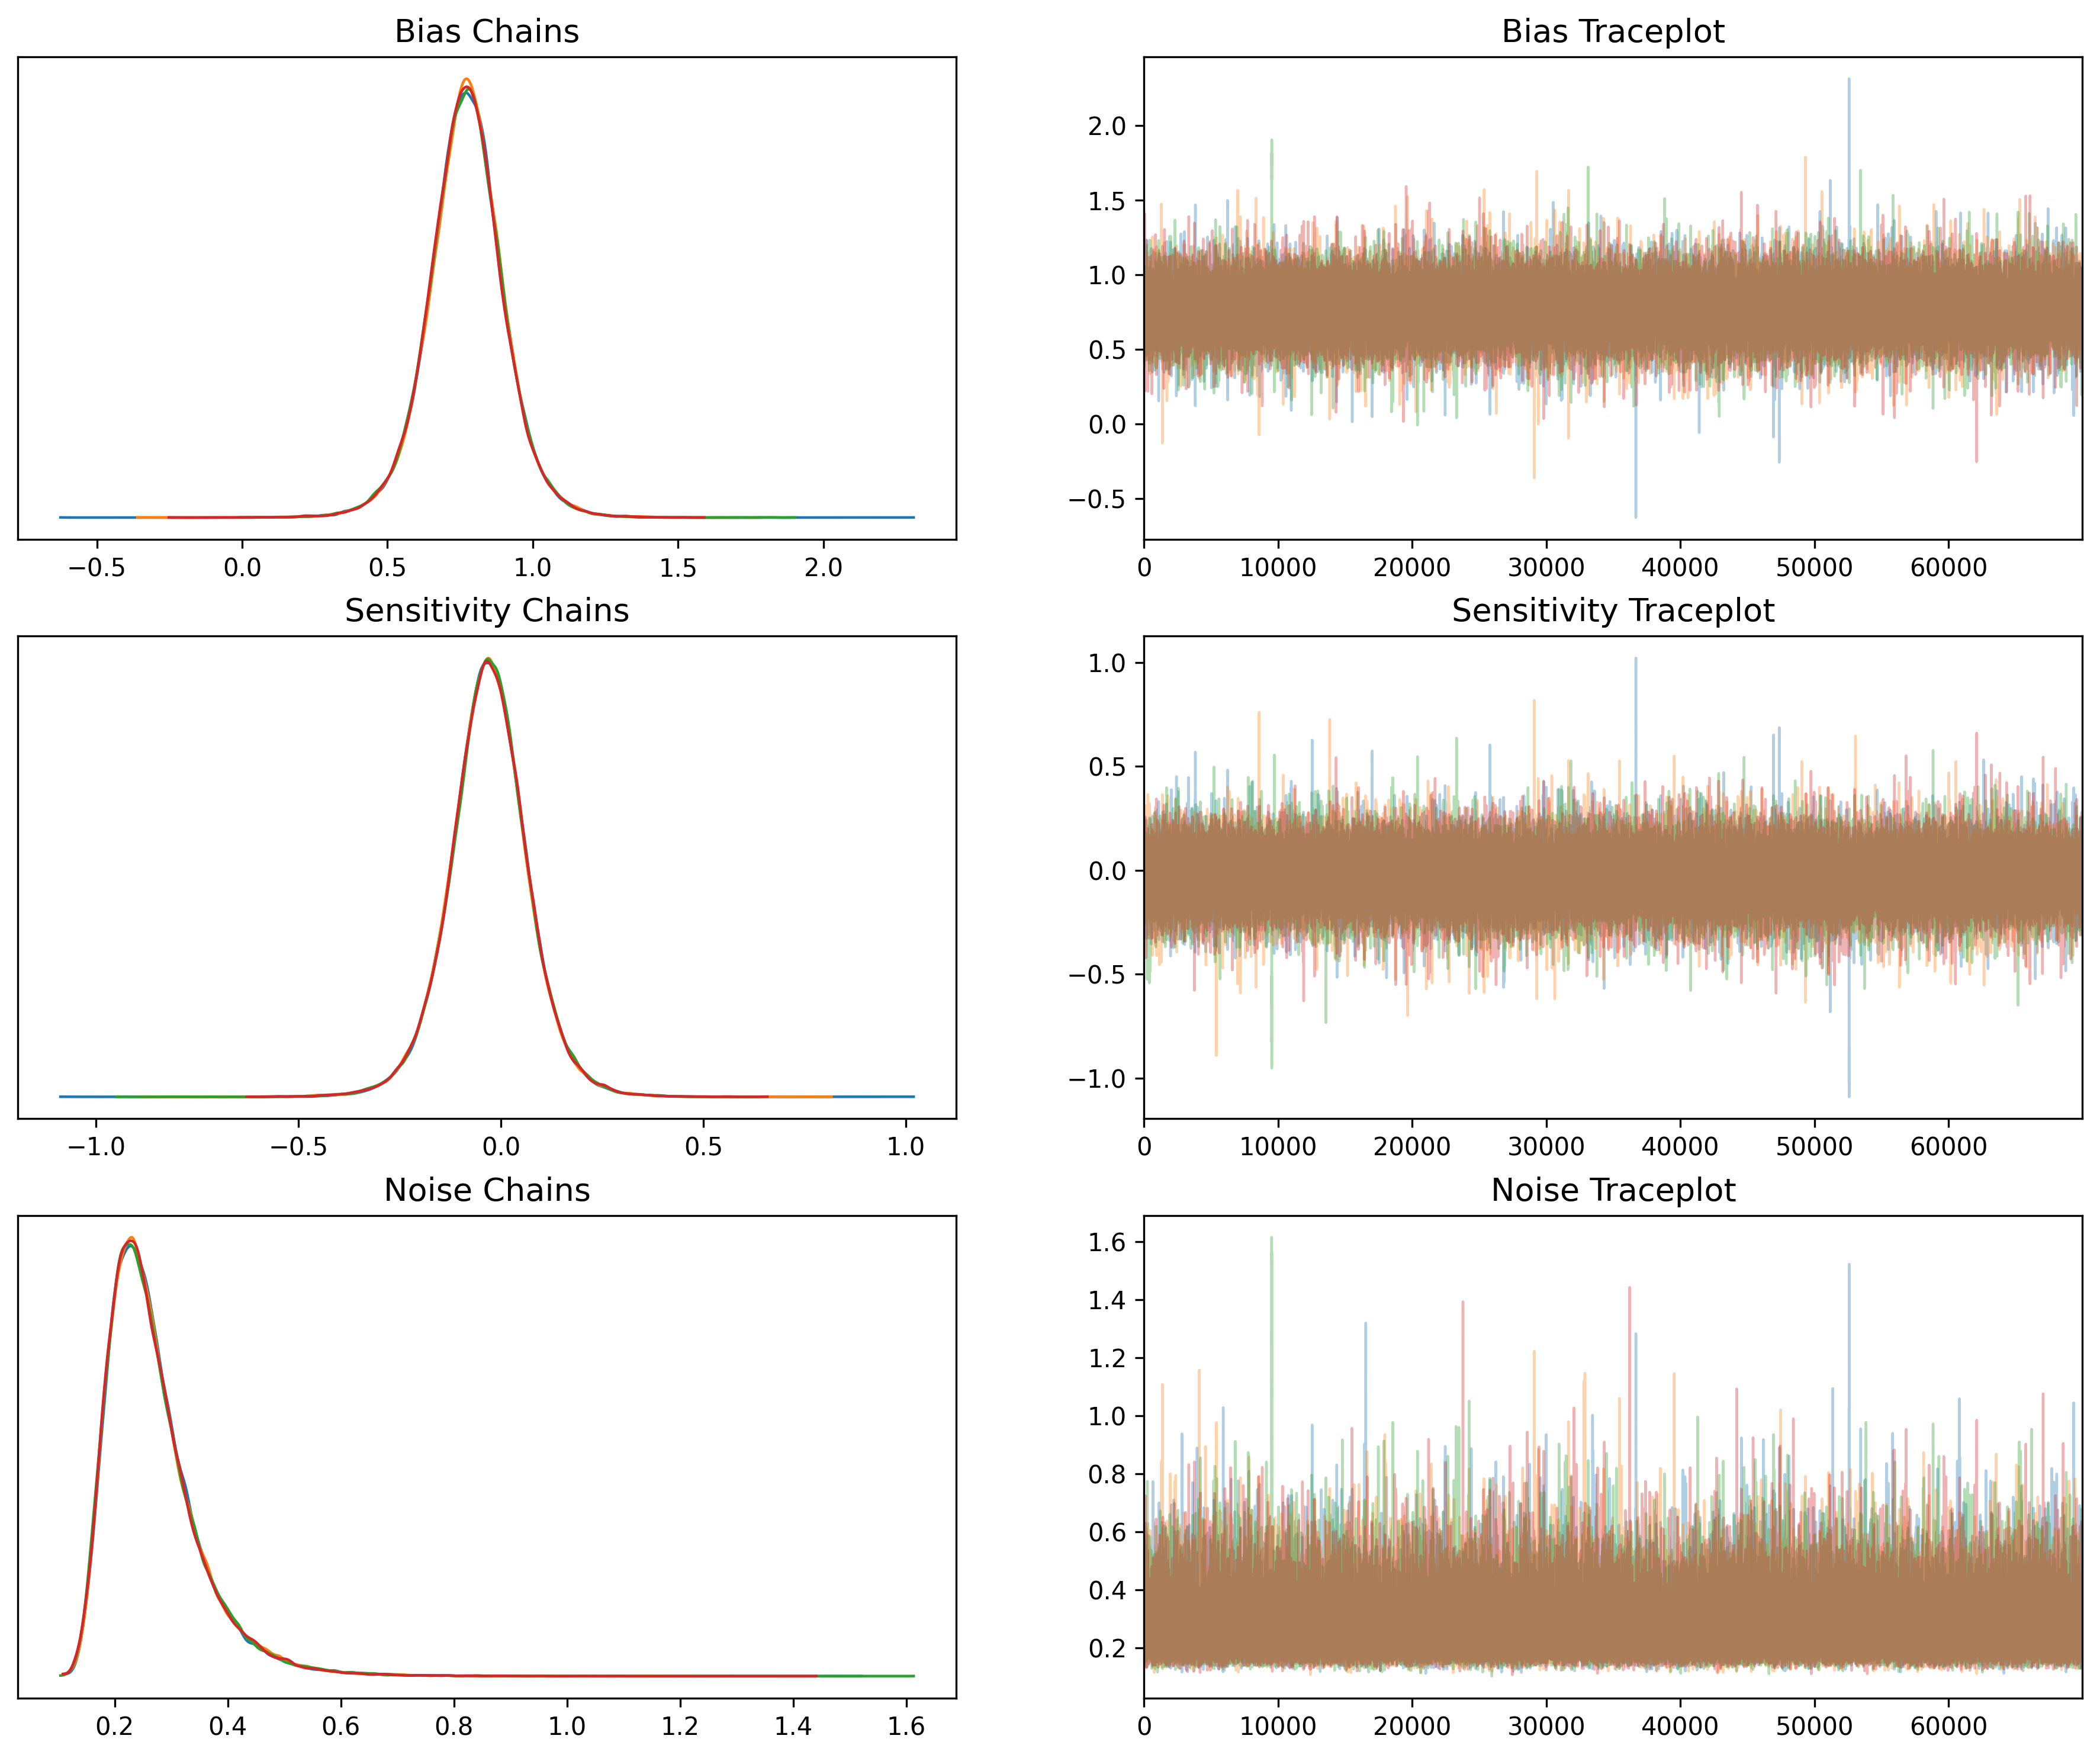 Bias Chains
−0.5 0.0 0.5 1.0 1.5 2.0
Bias Traceplot
2.0
1.5
1.0
0.5
0.0
−0.5
0 10000 20000 30000 40000 50000 60000
Sensitivity Chains
−1.0 −0.5 0.0 0.5 1.0
Sensitivity Traceplot
1.0
0.5
0.0
−0.5
−1.0
0 10000 20000 30000 40000 50000 60000
Noise Chains
0.2 0.4 0.6 0.8 1.0 1.2 1.4 1.6
Noise Traceplot
1.6
1.4
1.2
1.0
0.8
0.6
0.4
0.2
0 10000 20000 30000 40000 50000 60000